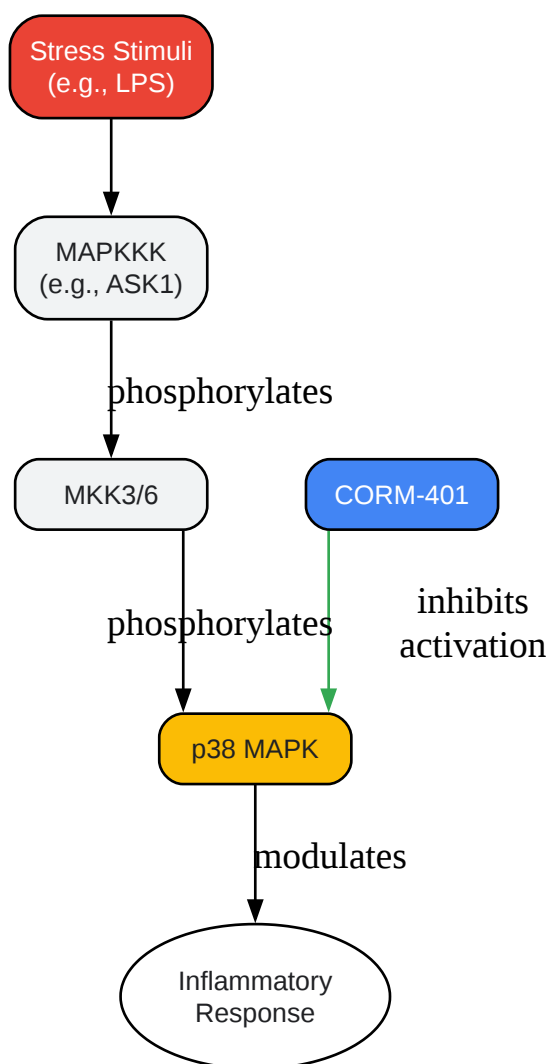 Stress Stimuli
(e.g., LPS)
MAPKKK
(e.g., ASK1)
phosphorylates
MKK3/6
CORM-401
phosphorylates
inhibits
activation
p38 MAPK
modulates
Inflammatory
Response